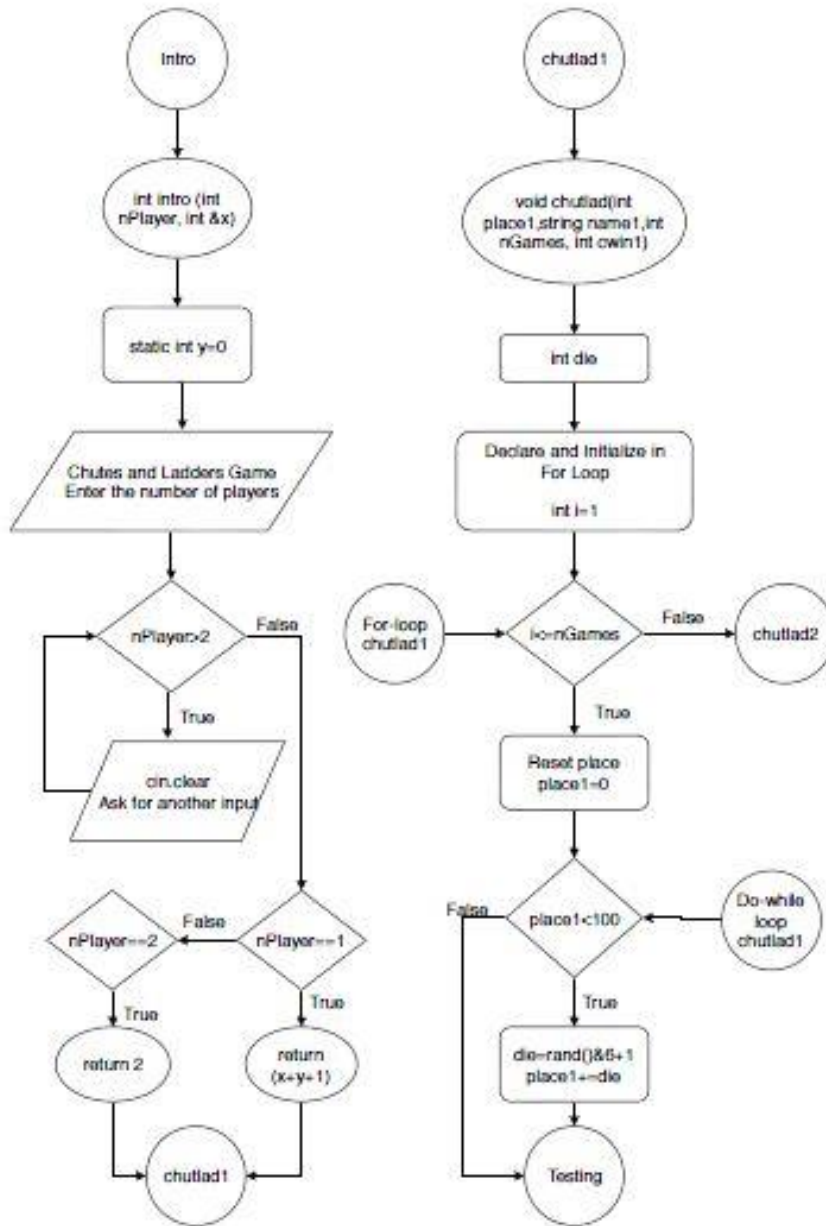 Intro
int intro (int
nPlayer, int &x)
static int y=0
Chutes and Ladders Game
Enter the number of players
nPlayer>2
False
True
cin.clear
Ask for another input
nPlayer==2
False
nPlayer==1
True
True
return 2
return
(x+y+1)
chutlad1
chutlad1
void chutlad(int
place1,string name1,int
nGames, int cwin1)
int die
Declare and Initialize in
For Loop
int i=1
For-loop
chutlad1
i<=nGames
False
chutlad2
True
Reset place
place1=0
False
place1<100
Do-while
loop
chutlad1
True
die=rand()&6+1
place1+=die
Testing